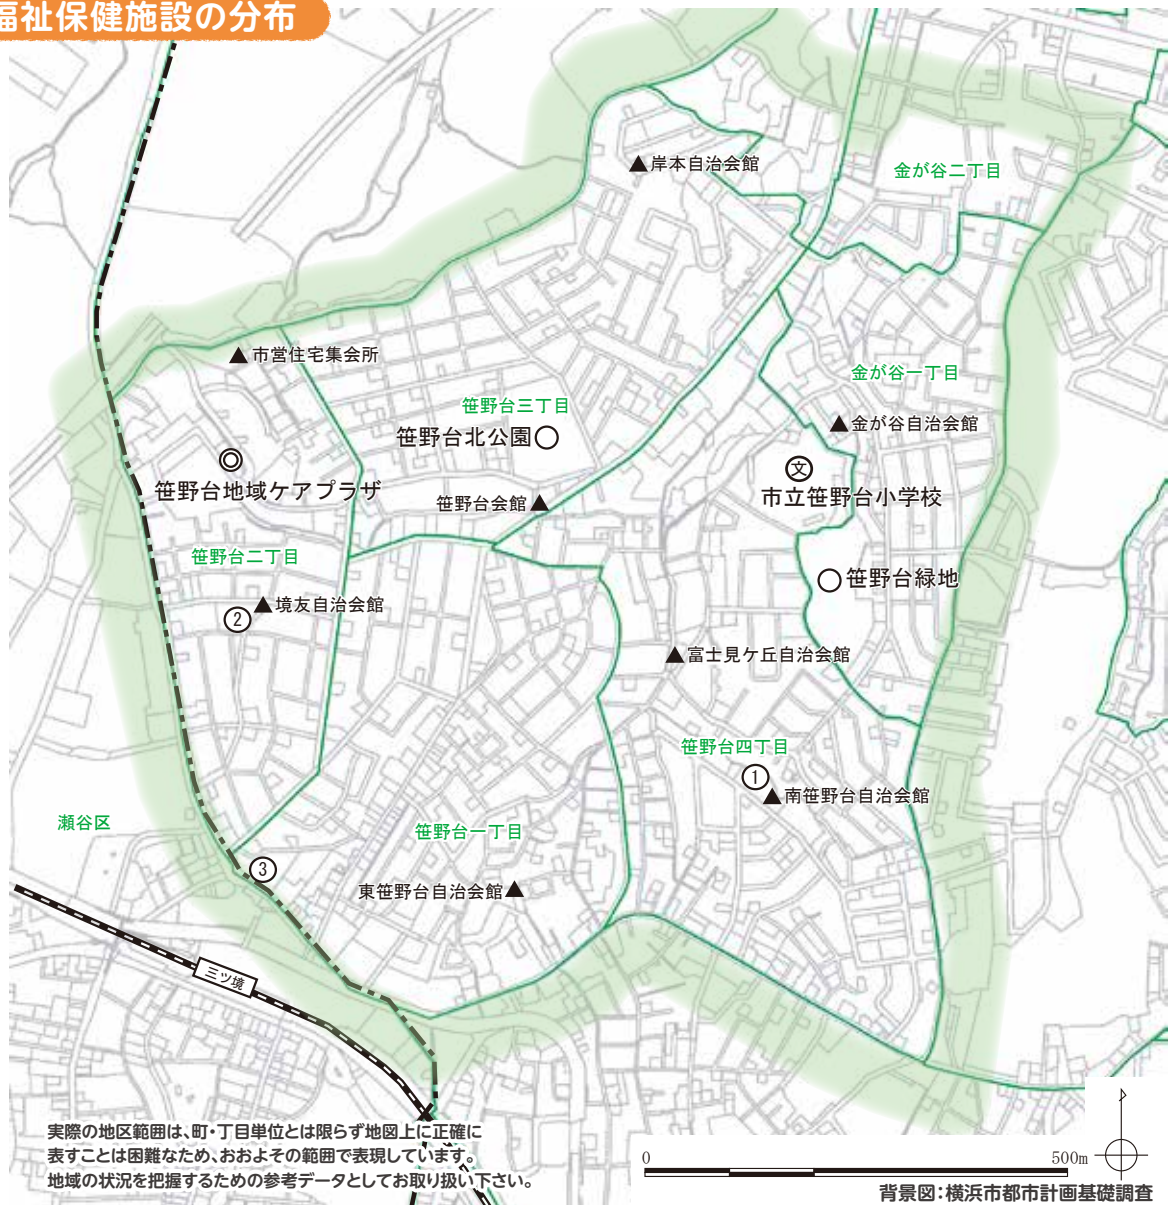 福祉保健施設の分布
岸本自治会館
金が谷二丁目
市営住宅集会所
金が谷一丁目
笹野台三丁目
笹野台北公園
金が谷自治会館
文
笹野台地域ケアプラザ
市立笹野台小学校
笹野台会館
笹野台二丁目
笹野台緑地
境友自治会館
②
富士見ケ丘自治会館
笹野台四丁目
①
南笹野台自治会館
瀬谷区
笹野台一丁目
③
東笹野台自治会館
三ツ境
実際の地区範囲は、町・丁目単位とは限らず地図上に正確に
表すことは困難なため、おおよその範囲で表現しています。
地域の状況を把握するための参考データとしてお取り扱い下さい。
0 500m
背景図：横浜市都市計画基礎調査